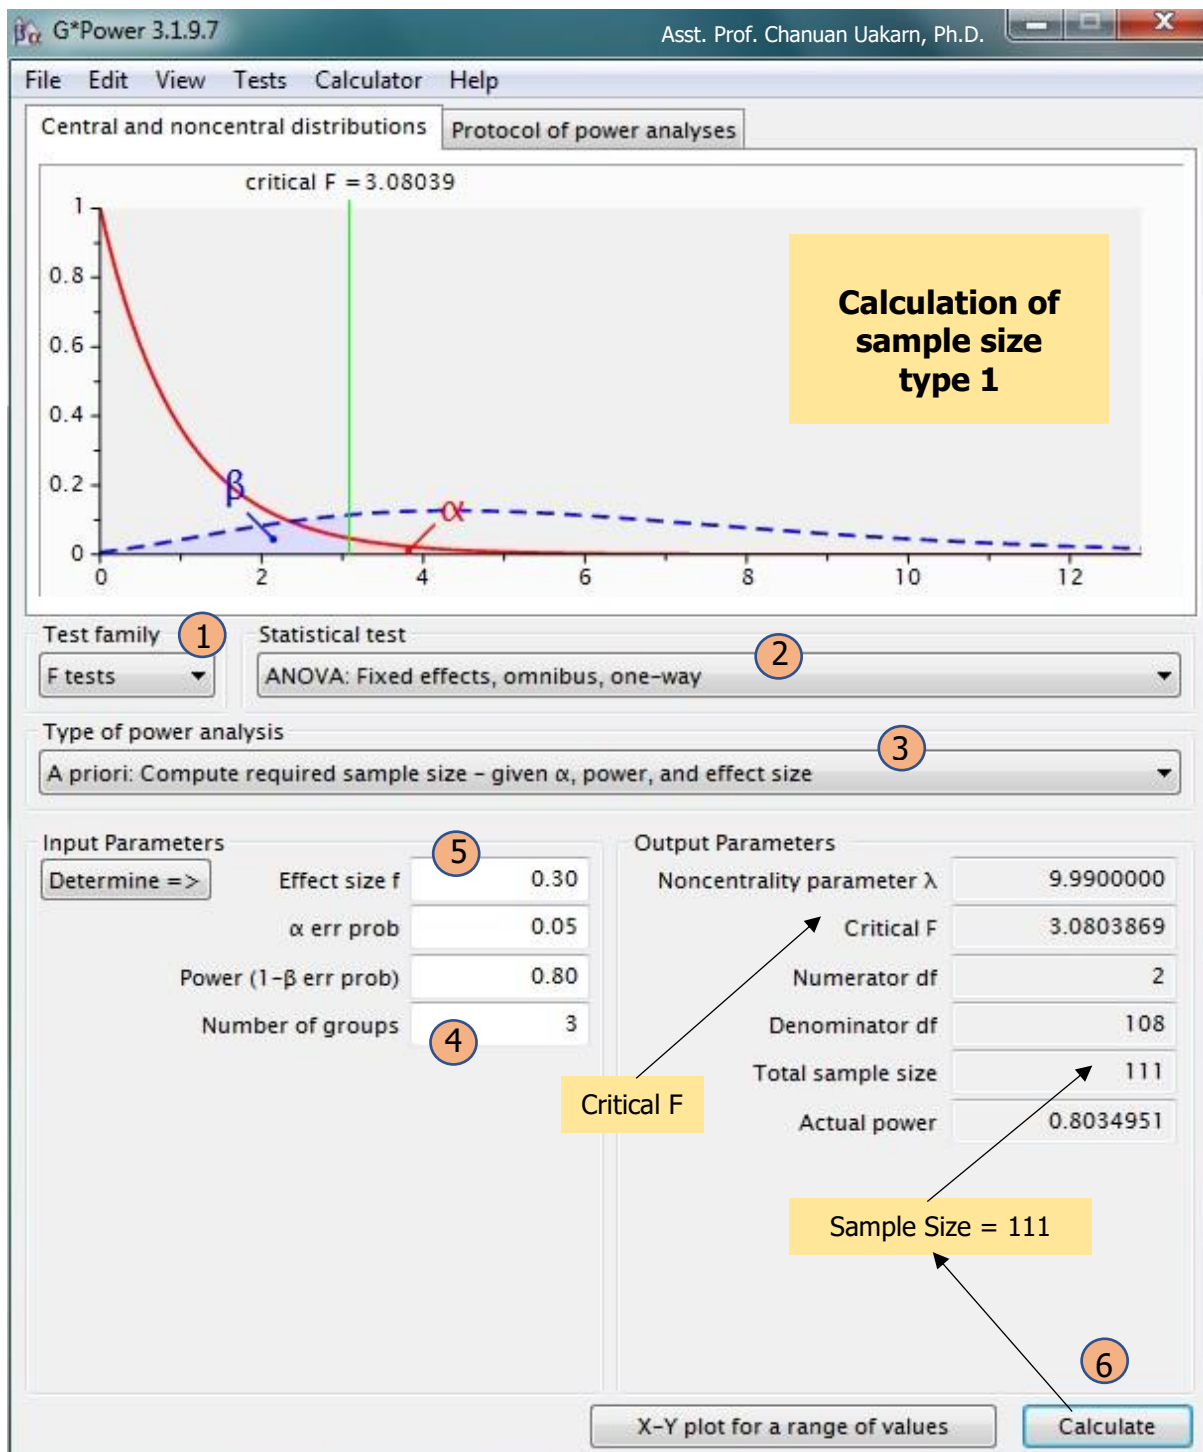 βα G*Power 3.1.9.7
Asst. Prof. Chanuan Uakarn, Ph.D.
X
File Edit View Tests Calculator Help
Central and noncentral distributions
Protocol of power analyses
critical F = 3.08039
1
0.8
0.6
0.4
0.2
0
β
α
0 2 4 6 8 10 12
Calculation of
sample size
type 1
Test family
1
F tests
Statistical test
2
ANOVA: Fixed effects, omnibus, one-way
Type of power analysis
3
A priori: Compute required sample size - given α, power, and effect size
Input Parameters
5
Determine =>
Effect size f 0.30
α err prob 0.05
Power (1-β err prob) 0.80
Number of groups 4 3
Output Parameters
Noncentrality parameter λ 9.9900000
Critical F 3.0803869
Numerator df 2
Denominator df 108
Total sample size 111
Actual power 0.8034951
Critical F
Sample Size = 111
6
X-Y plot for a range of values
Calculate